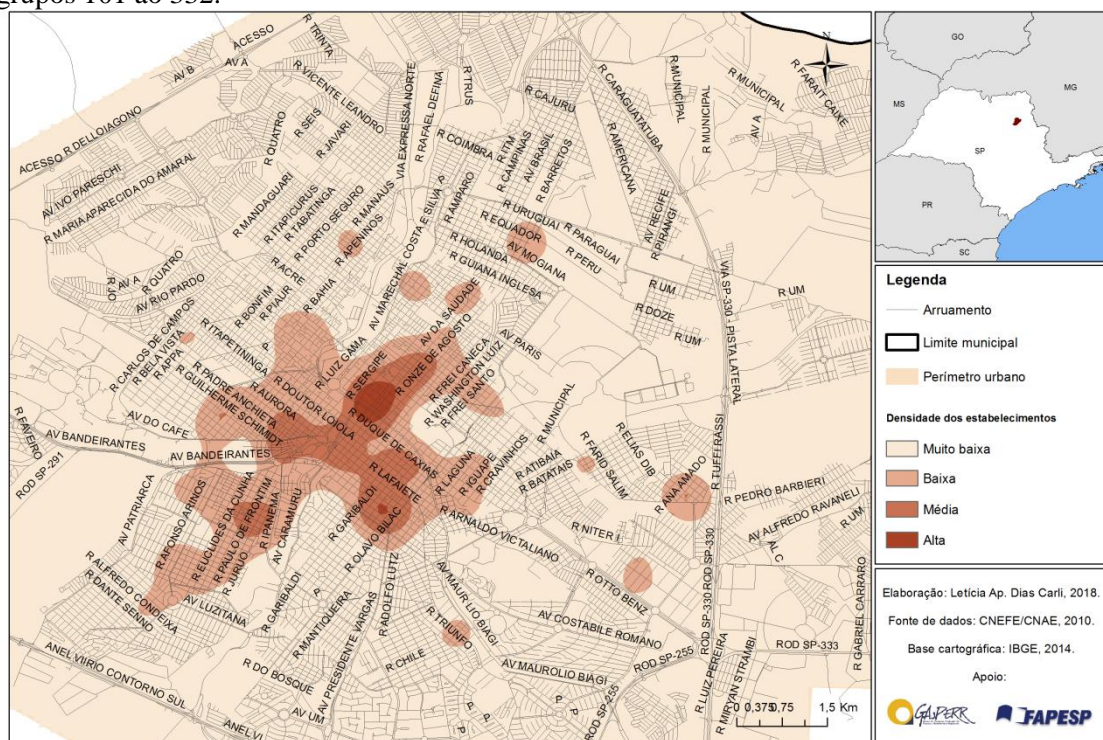 grupos 101 ao 332.
ACESSO
AV B
AV A
R TRINTA
R VICENTE LEANDRO
R SEIS
R JAVARI
R QUATRO
ACESSO R DELLOIAGONO
AV IVO PARESCHI
R MARIA APARECIDA DO AMARAL
VIA EXPRESSA NORTE
R RAFAEL DEFINA
R TRUS
R COIMBRA
R CAJURU
R ITM
R CAMPINAS
AV BRASIL
R BARRETOS
R CARAGUATATUBA
R AMERICANA
R MUNICIPAL
R MUNICIPAL
R MUNICIPAL
AV A
R FARAIT CAIXE
N
R MANDAGUARI
R ITAPICURUS
R TABATINGA
R PORTO SEGURO
R MANAUS
R APENINOS
AV MARECHAL COSTA E SILVA
R AMPARO
R EQUADOR
R URUGUAI
R PARAGUAI
AV MOGIANA
R PERU
AV RECIFE
R PIRANGI
R HOLANDA
R GUIANA INGLESA
R UM
R DOZE
R UM
R UM
VIA SP-330 - PISTA LATERAL
R JO
AV A
R QUATRO
AV RIO PARDO
R BONFIM
R PIAUR
R ACRE
R BAHIA
R CARLOS DE CAMPOS
R BELA VISTA
R APPA
R ITAPETININGA
R PADRE ANCHIETA
R GUILHERME SCHMIDT
R AURORA
R DOUTOR LOIOLA
R LUIZ GAMA
R SERGIPE
AV DA SAUDADE
R ONZE DE AGOSTO
AV PARIS
R FREI CANECA
R WASHINGTON LUIZ
R FREI SANTO
R DUQUE DE CAXIAS
R FAVEIRO
AV DO CAFE
AV BANDEIRANTES
AV BANDEIRANTES
ROD SP-291
R MUNICIPAL
R CRAVINHOS
R LAGUNA
R IGUAPE
R ATIBAIA
R BATATAIS
R FARID SALIM
R ELIAS DIB
R ANA AMADO
R TUFFFRASSI
R PEDRO BARBIERI
AV ALFREDO RAVANELI
R UM
AL C
R LAFAIETE
R GARIBALDI
R OLAVO BILAC
R ARNALDO VICTALIANO
R NITER I
R OTTO BENZ
AV PATRIARCA
R AFONSO ARINOS
R EUCLIDES DA CUNHA
R PAULO DE FRONTIM
R JURUO
R IPANEMA
AV CARAMURU
R ALFREDO CONDEIXA
R DANTE SENNO
AV LUZITANA
R GARIBALDI
R MANTIQUEIRA
AV PRESIDENTE VARGAS
R ADOLFO LUTZ
AV MAURILIO BIAGI
R TRIUNFO
R CHILE
R DO BOSQUE
AV UM
ANEL VIIRIO CONTORNO SUL
ANEL VI
AV COSTABILE ROMANO
AV MAUROLIO BIAGI
ROD SP-255
ROD SP-255
ROD SP-330 ROD SP-330
ROD SP-333
R LUIZ PEREIRA
R MIRYAN STRAMBI
R GABRIEL CARRARO
0 0,375 0,75 1,5 Km
GO
MG
MS
SP
PR
SC
Legenda
Arruamento
Limite municipal
Perímetro urbano
Densidade dos estabelecimentos
Muito baixa
Baixa
Média
Alta
Elaboração: Letícia Ap. Dias Carli, 2018.
Fonte de dados: CNEFE/CNAE, 2010.
Base cartográfica: IBGE, 2014.
Apoio:
GAsPERR
FAPESP